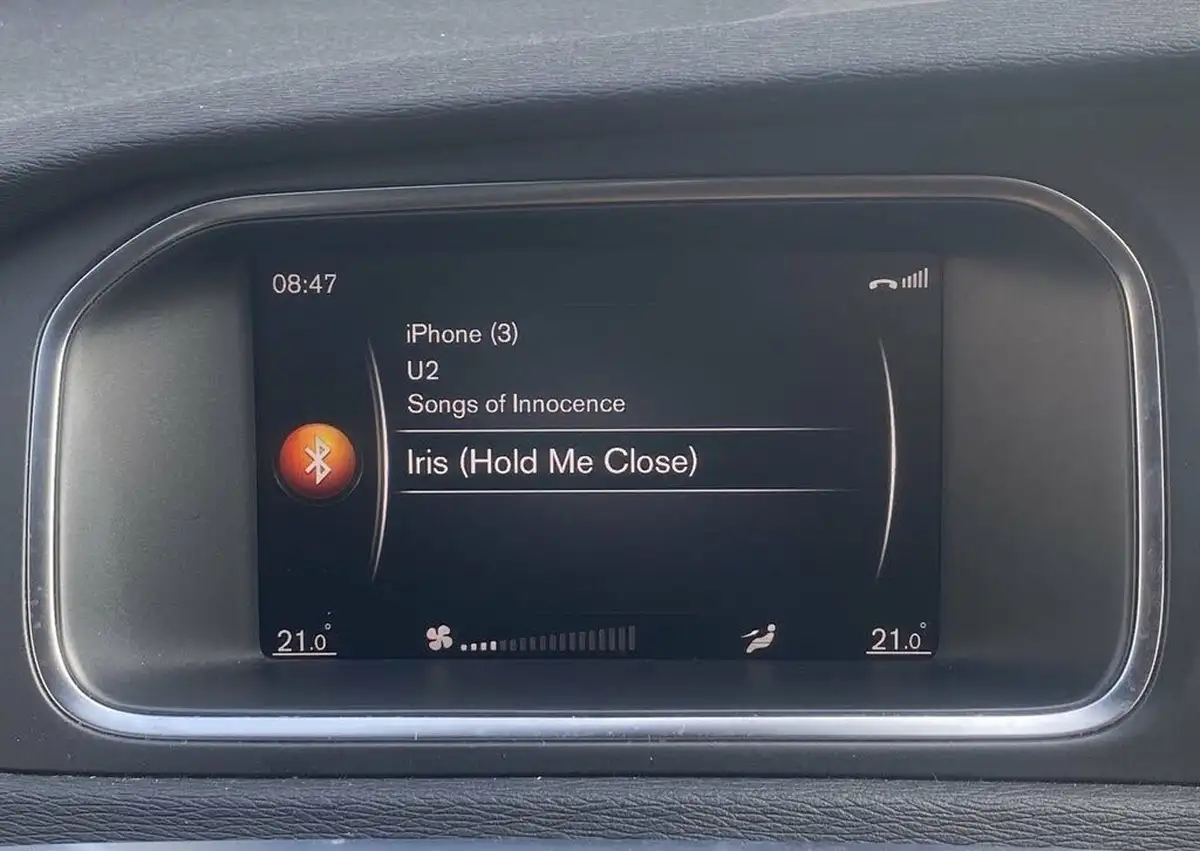 08:47
iPhone (3)
U2
Songs of Innocence
Iris (Hold Me Close)
21.0° 21.0°